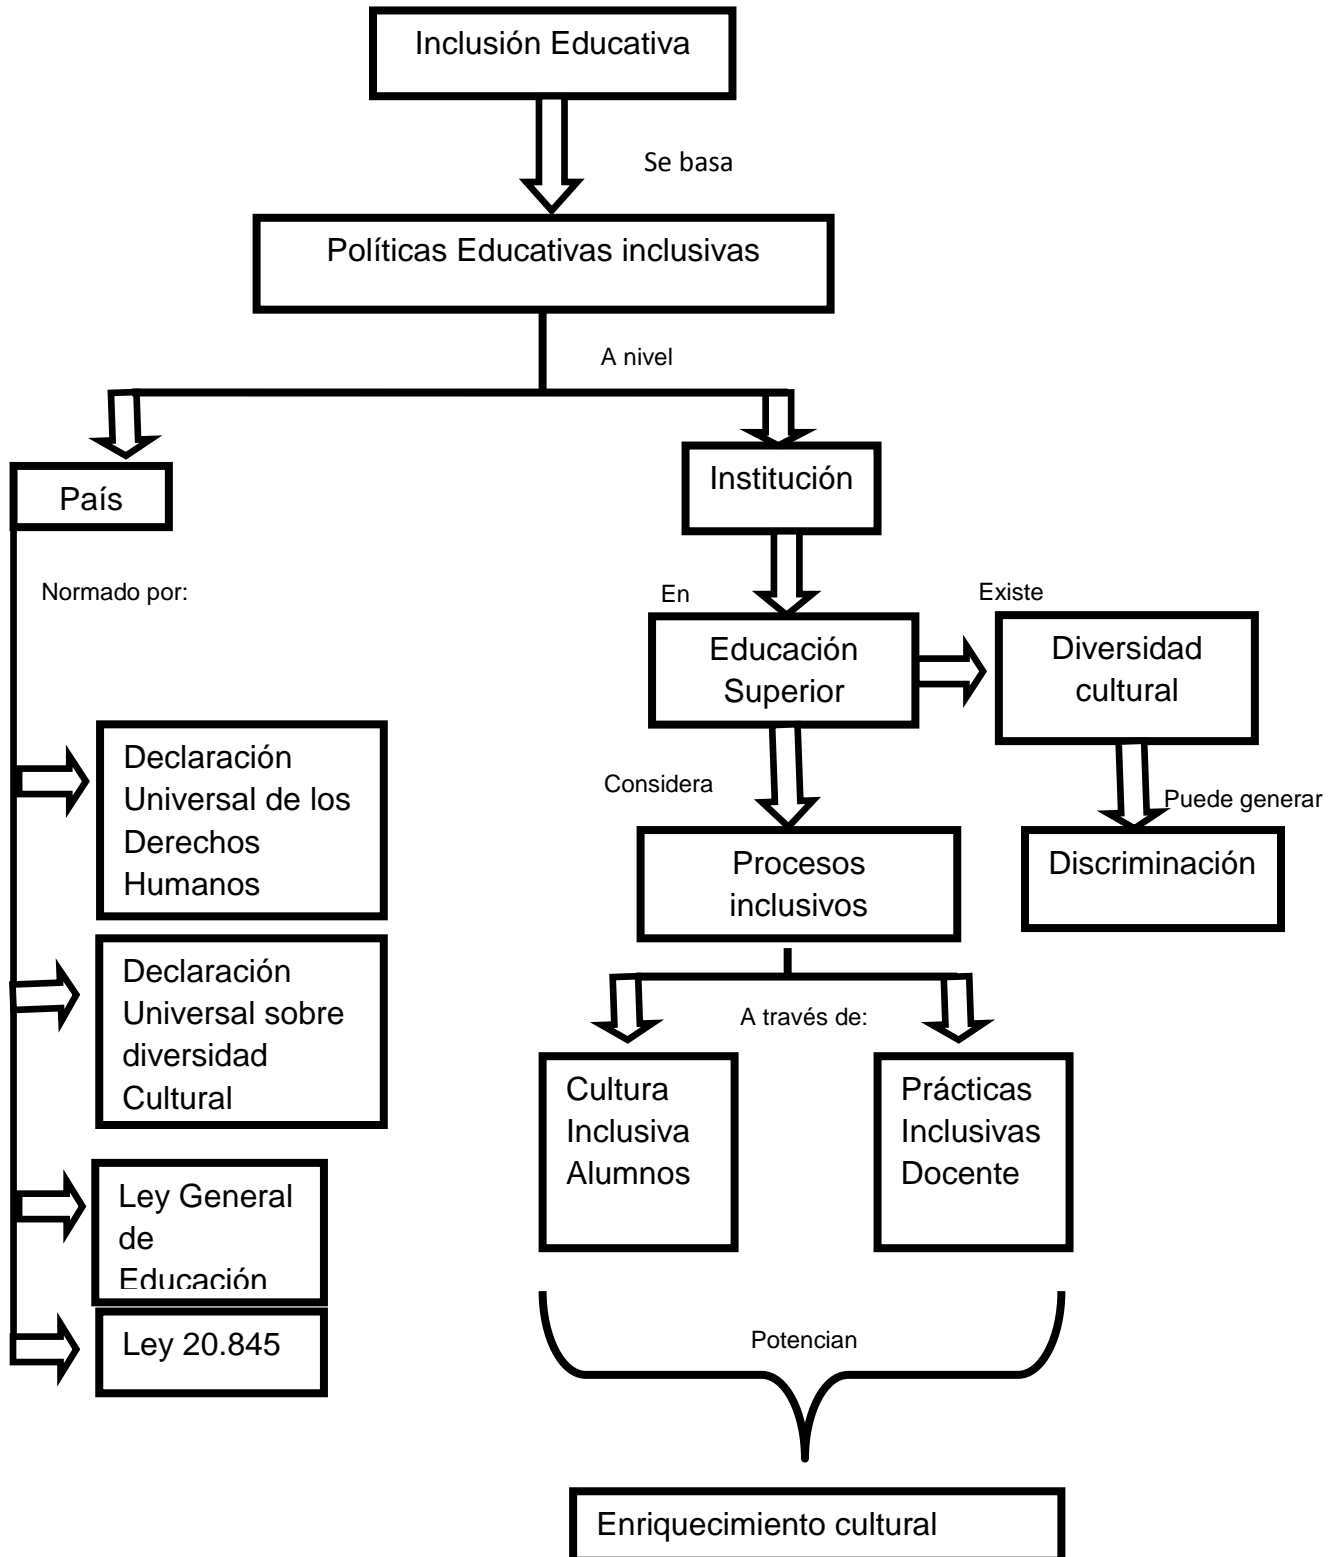 Inclusión Educativa
Se basa
Políticas Educativas inclusivas
A nivel
País
Normado por:
Declaración
Universal de los
Derechos
Humanos
Declaración
Universal sobre
diversidad
Cultural
Ley General
de
Educación
Ley 20.845
Institución
En
Educación
Superior
Existe
Diversidad
cultural
Puede generar
Discriminación
Considera
Procesos
inclusivos
A través de:
Cultura
Inclusiva
Alumnos
Prácticas
Inclusivas
Docente
Potencian
Enriquecimiento cultural